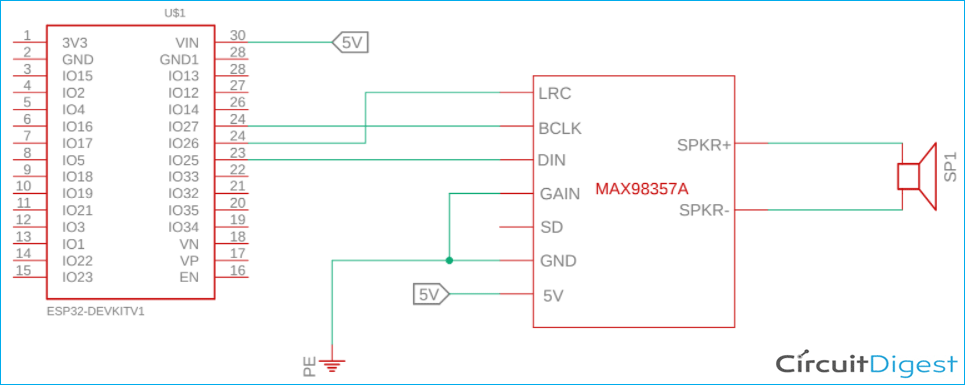 U$1
1 3V3 VIN 30 5V
2 GND GND1 28
3 IO15 IO13 28
4 IO2 IO12 27
5 IO4 IO14 26
6 IO16 IO27 24
7 IO17 IO26 24
8 IO5 IO25 23
9 IO18 IO33 22
10 IO19 IO32 21
11 IO21 IO35 20
12 IO3 IO34 19
13 IO1 VN 18
14 IO22 VP 17
15 IO23 EN 16
ESP32-DEVKITV1
LRC
BCLK
DIN
GAIN
SD
GND
5V
5V
MAX98357A
SPKR+
SPKR-
SP1
PE
CiRCUiTDigest